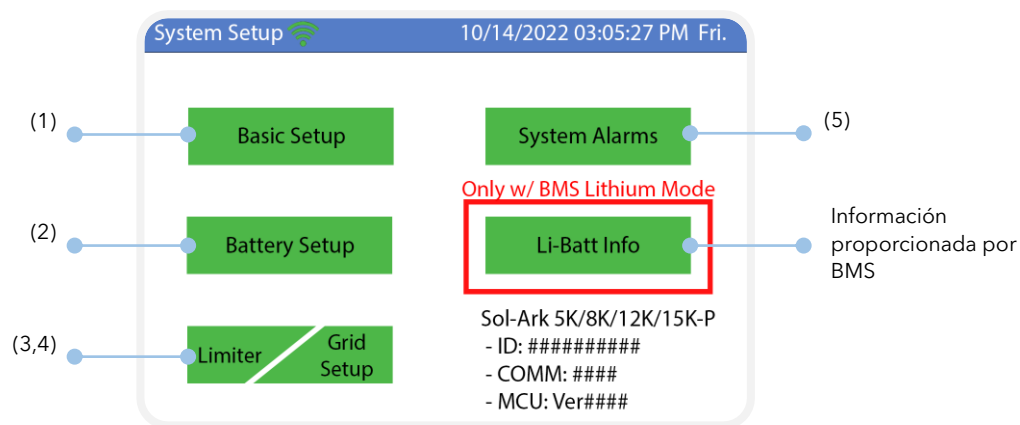 System Setup
10/14/2022 03:05:27 PM Fri.
(1)
Basic Setup
System Alarms
(5)
Only w/ BMS Lithium Mode
(2)
Battery Setup
Li-Batt Info
Información
proporcionada por
BMS
(3,4)
Limiter
Grid
Setup
Sol-Ark 5K/8K/12K/15K-P
- ID: ##########
- COMM: ####
- MCU: Ver####